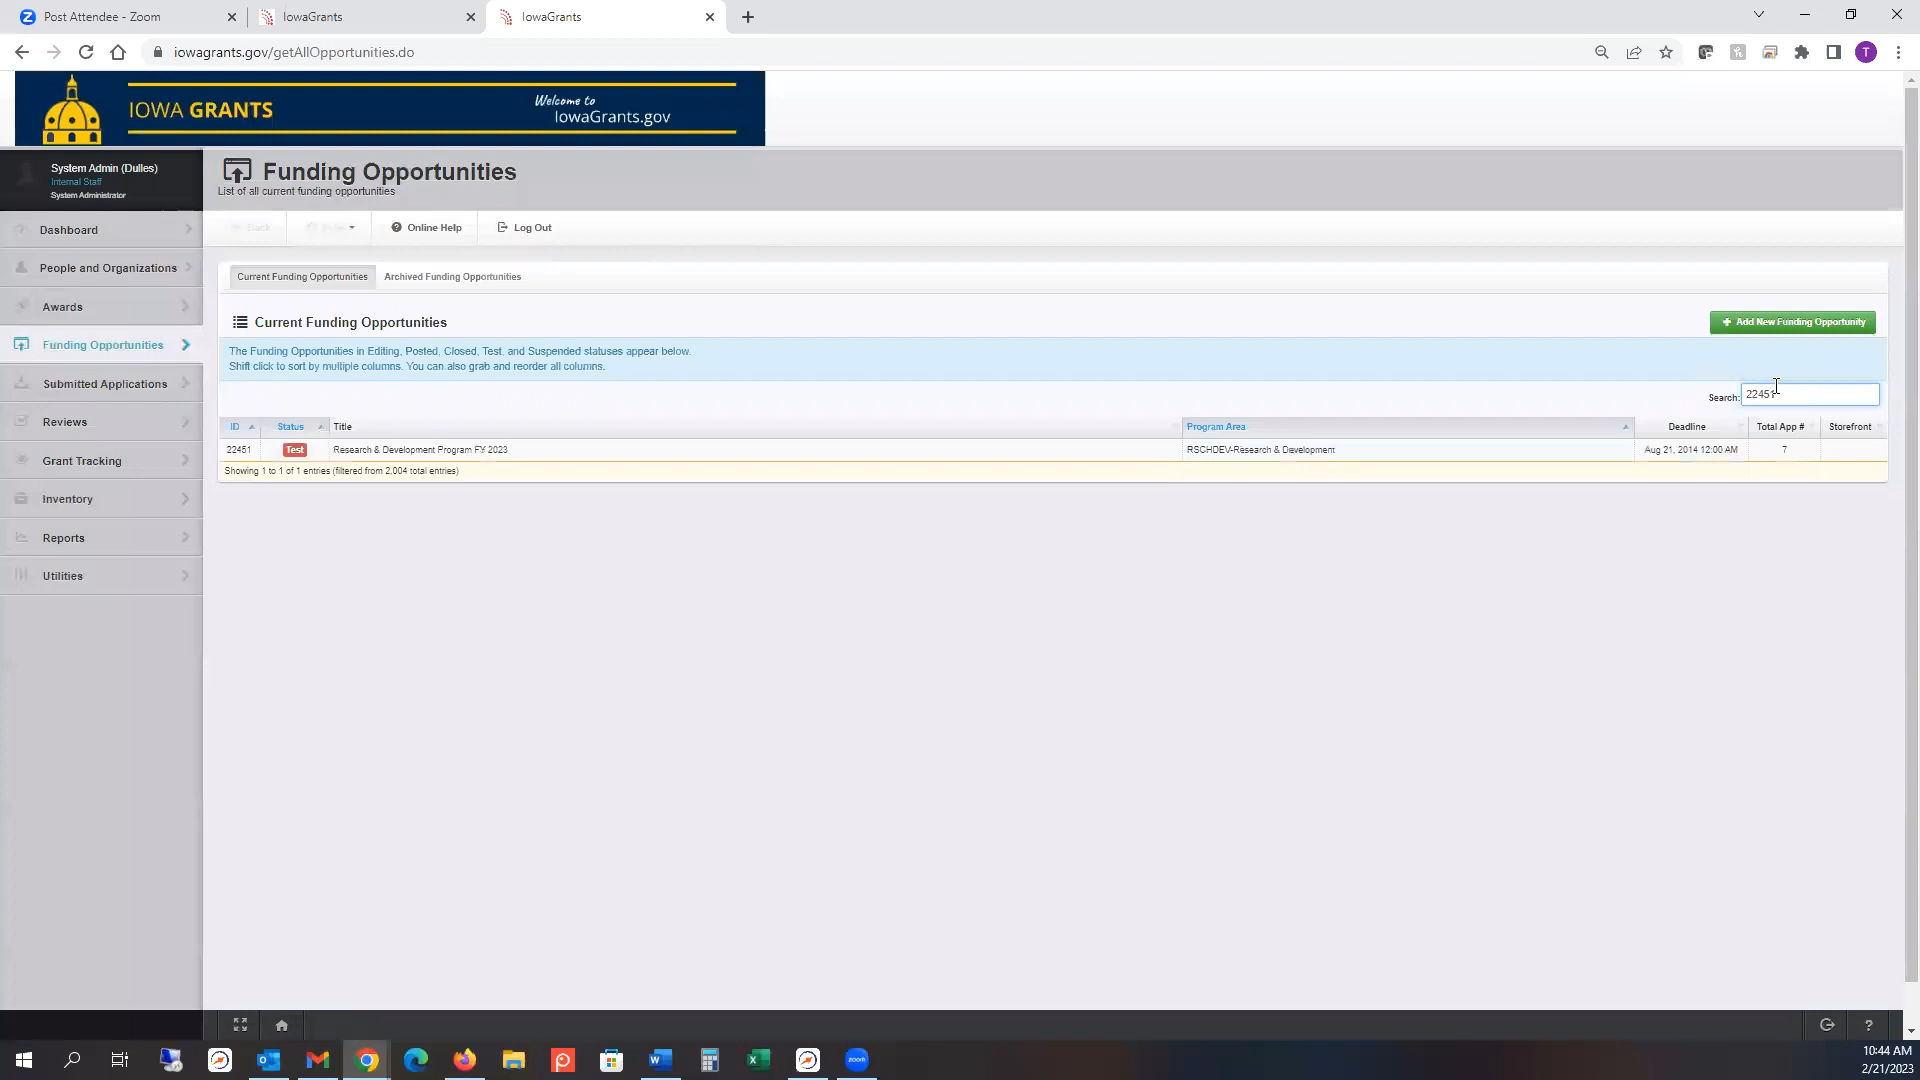 Post Attendee - Zoom
IowaGrants
IowaGrants
iowagrants.gov/getAllOpportunities.do
T
IOWA GRANTS
Welcome to
IowaGrants.gov
System Admin (Dulles)
Internal Staff
System Administrator
Funding Opportunities
List of all current funding opportunities
Back
Online Help
Log Out
Dashboard
People and Organizations
Awards
Funding Opportunities
Submitted Applications
Reviews
Grant Tracking
Inventory
Reports
Utilities
Current Funding Opportunities
Archived Funding Opportunities
Current Funding Opportunities
Add New Funding Opportunity
The Funding Opportunities in Editing, Posted, Closed, Test, and Suspended statuses appear below.
Shift click to sort by multiple columns. You can also grab and reorder all columns.
Search: 22451
ID Status Title Program Area Deadline Total App # Storefront
22451 Test Research & Development Program FY 2023 RSCHDEV-Research & Development Aug 21, 2014 12:00 AM 7
Showing 1 to 1 of 1 entries (filtered from 2,004 total entries)
10:44 AM
2/21/2023